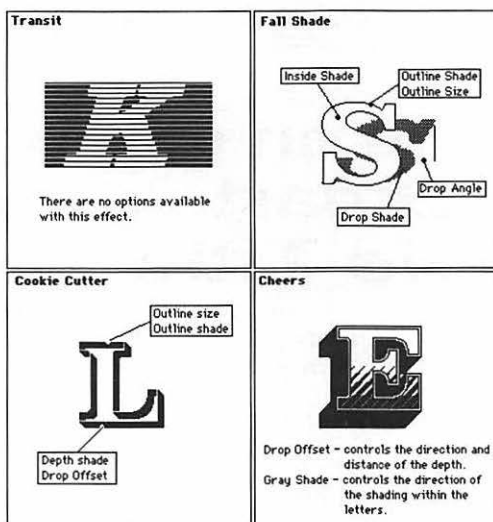 Transit
K
There are no options available
with this effect.
Fall Shade
Inside Shade
Outline Shade
Outline Size
S
Drop Angle
Drop Shade
Cookie Cutter
Outline size
Outline shade
L
Depth shade
Drop Offset
Cheers
E
Drop Offset - controls the direction and
distance of the depth.
Gray Shade - controls the direction of
the shading within the
letters.